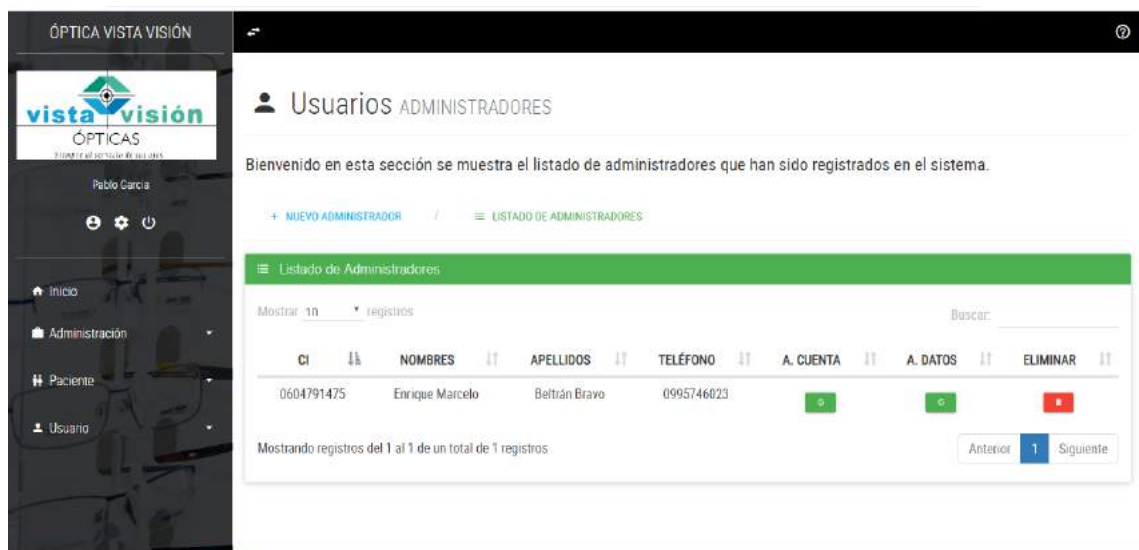 ÓPTICA VISTA VISIÓN
vista visión
ÓPTICAS
Pablo Garcia
Inicio
Administración
Paciente
Usuario
Usuarios ADMINISTRADORES
Bienvenido en esta sección se muestra el listado de administradores que han sido registrados en el sistema.
+ NUEVO ADMINISTRADOR / LISTADO DE ADMINISTRADORES
Listado de Administradores
Mostrar 10 registros Buscar:
CI NOMBRES APELLIDOS TELÉFONO A. CUENTA A. DATOS ELIMINAR
0604791475 Enrique Marcelo Beltrán Bravo 0995746023
Mostrando registros del 1 al 1 de un total de 1 registros
Anterior 1 Siguiente